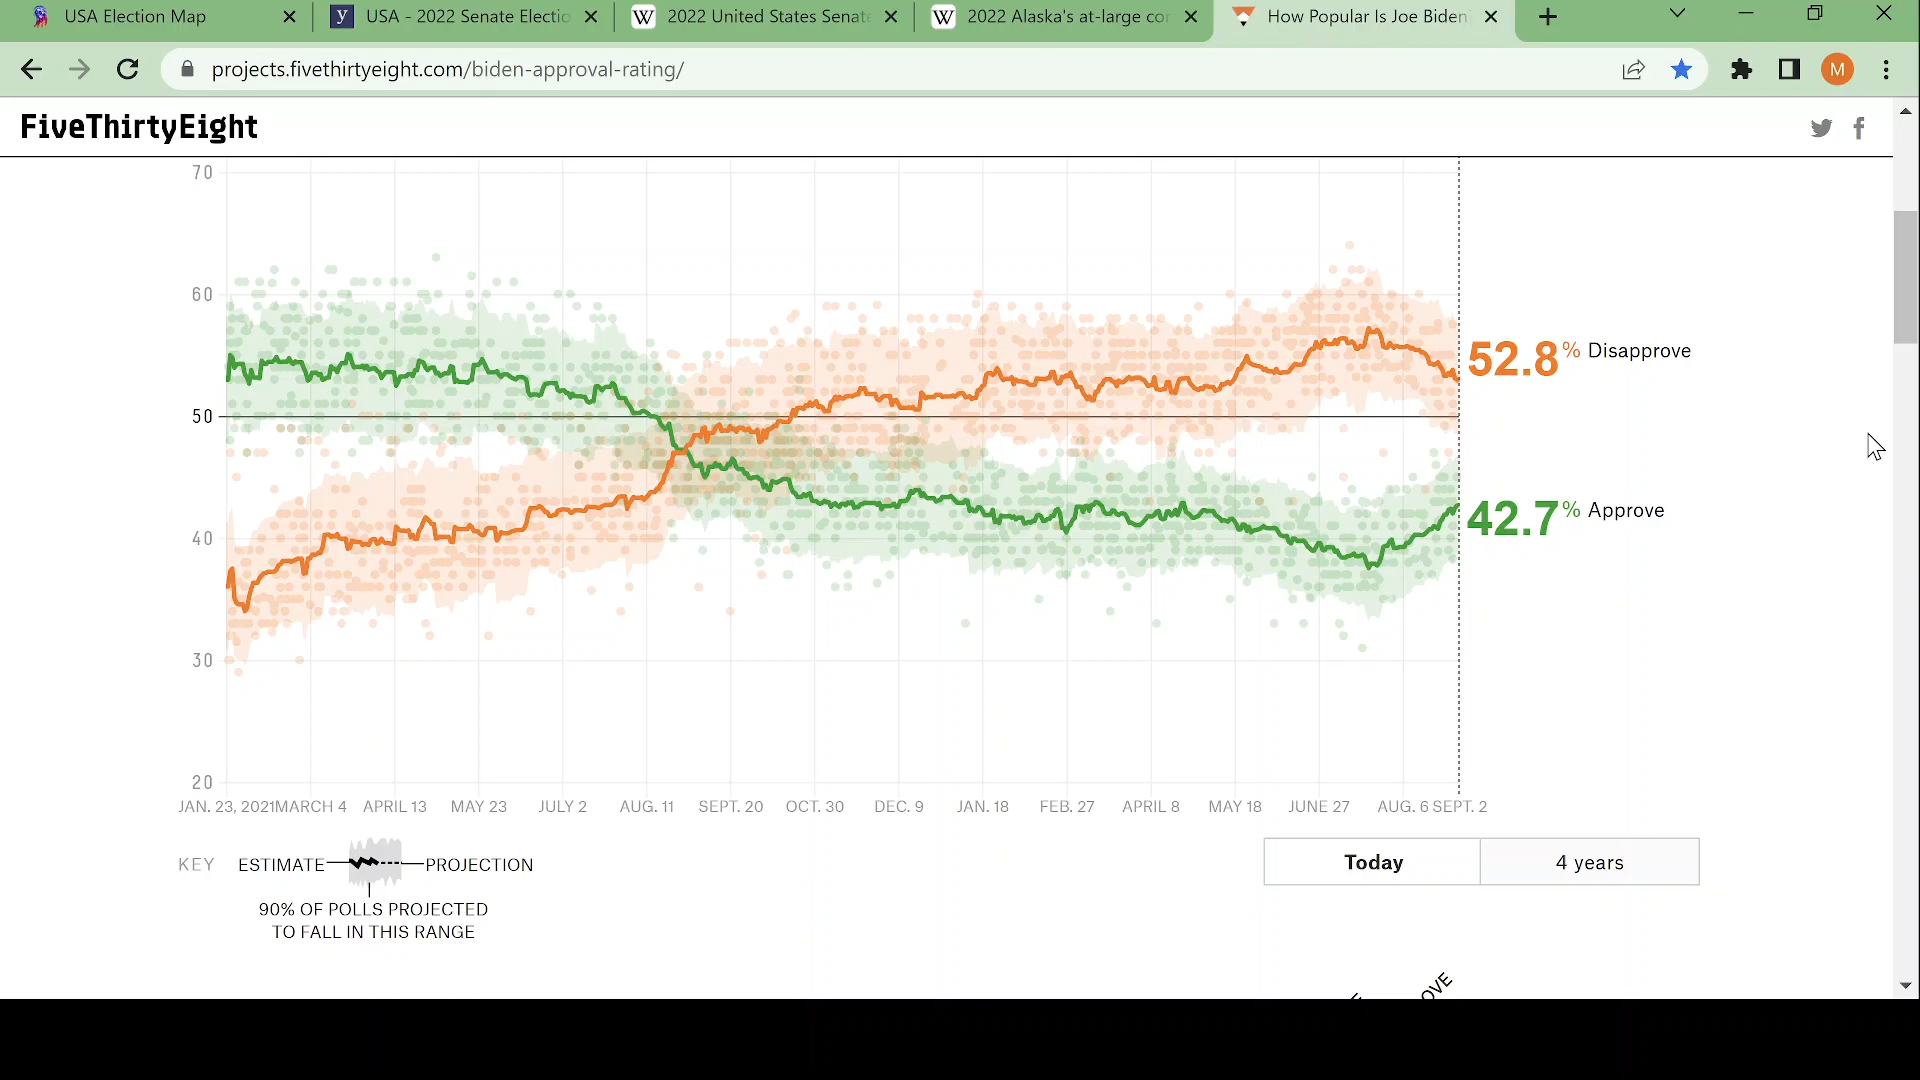 USA Election Map
USA - 2022 Senate Electio
2022 United States Senate
2022 Alaska's at-large co
How Popular Is Joe Biden
projects.fivethirtyeight.com/biden-approval-rating/
M
FiveThirtyEight
70
60
50
40
30
20
52.8% Disapprove
42.7% Approve
JAN. 23, 2021 MARCH 4 APRIL 13 MAY 23 JULY 2 AUG. 11 SEPT. 20 OCT. 30 DEC. 9 JAN. 18 FEB. 27 APRIL 8 MAY 18 JUNE 27 AUG. 6 SEPT. 2
KEY ESTIMATE PROJECTION
90% OF POLLS PROJECTED
TO FALL IN THIS RANGE
Today 4 years
OVE